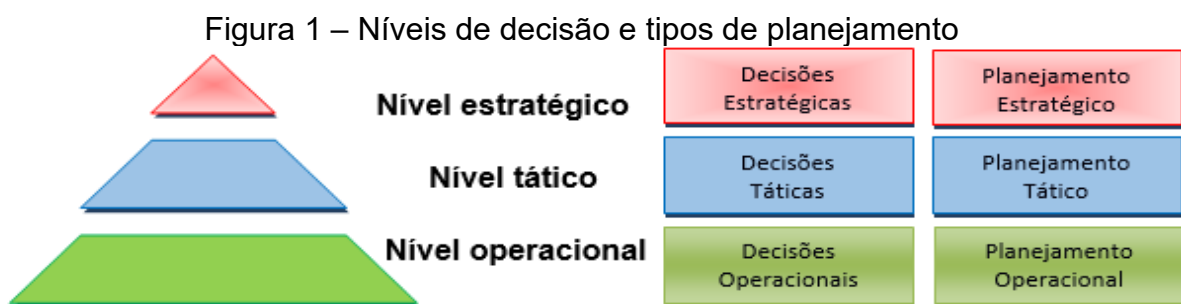 Figura 1 – Níveis de decisão e tipos de planejamento
Nível estratégico
Decisões
Estratégicas
Planejamento
Estratégico
Nível tático
Decisões
Táticas
Planejamento
Tático
Nível operacional
Decisões
Operacionais
Planejamento
Operacional